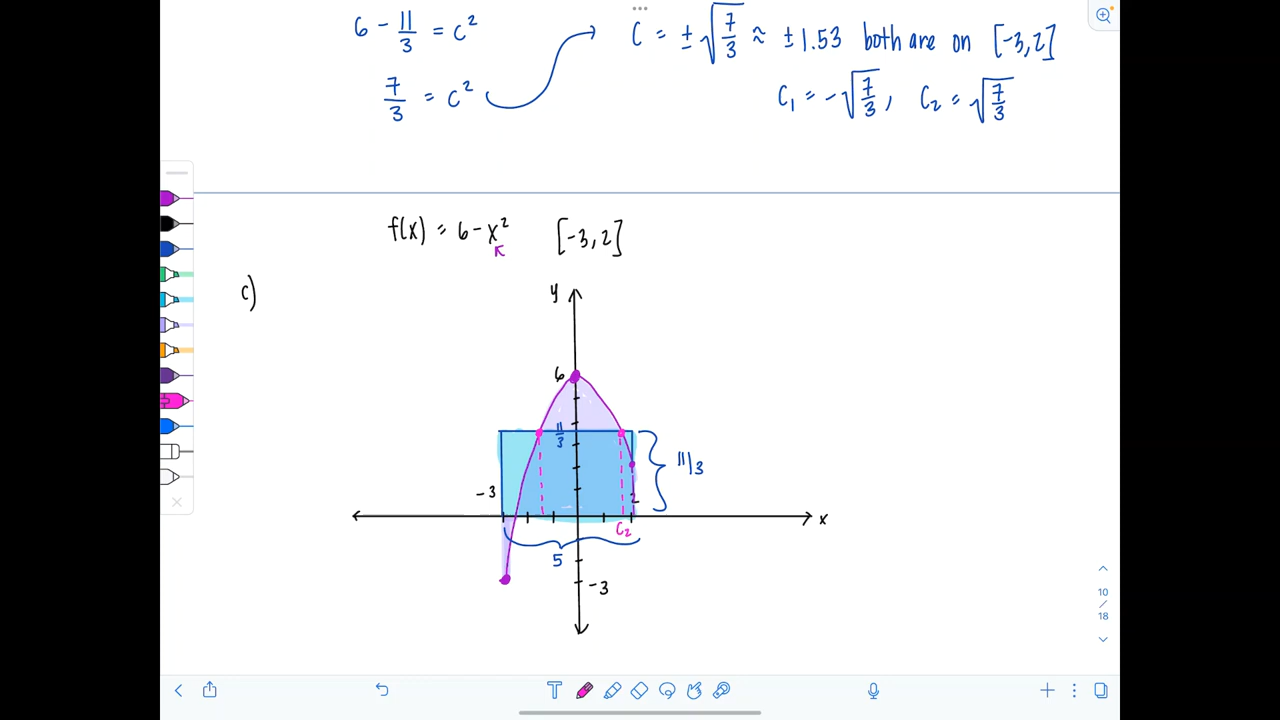 6 - 11/3 = c²
C = ±√(7/3) ≈ ±1.53 both are on [-3,2]
7/3 = c²
C₁ = -√(7/3), C₂ = √(7/3)
f(x) = 6 - x² [-3,2]
c)
y
6
11/3
11/3
-3
2
x
C₂
5
-3
10
/
18
T